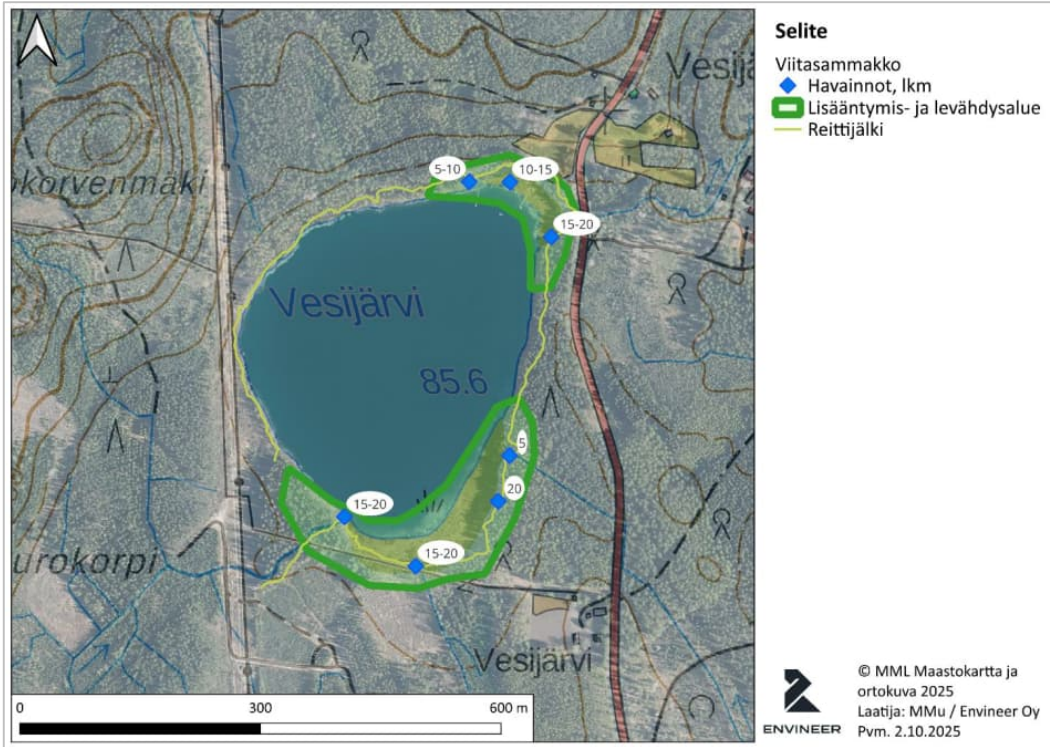 Selite
Viitasammakko
Havainnot, lkm
Lisääntymis- ja levähdysalue
Reittijälki
Vesijä
okorvenmäki
5-10
10-15
15-20
Vesijärvi
85.6
5
20
15-20
15-20
urokorpi
Vesijärvi
0 300 600 m
ENVINEER
© MML Maastokartta ja
ortokuva 2025
Laatija: MMu / Envineer Oy
Pvm. 2.10.2025